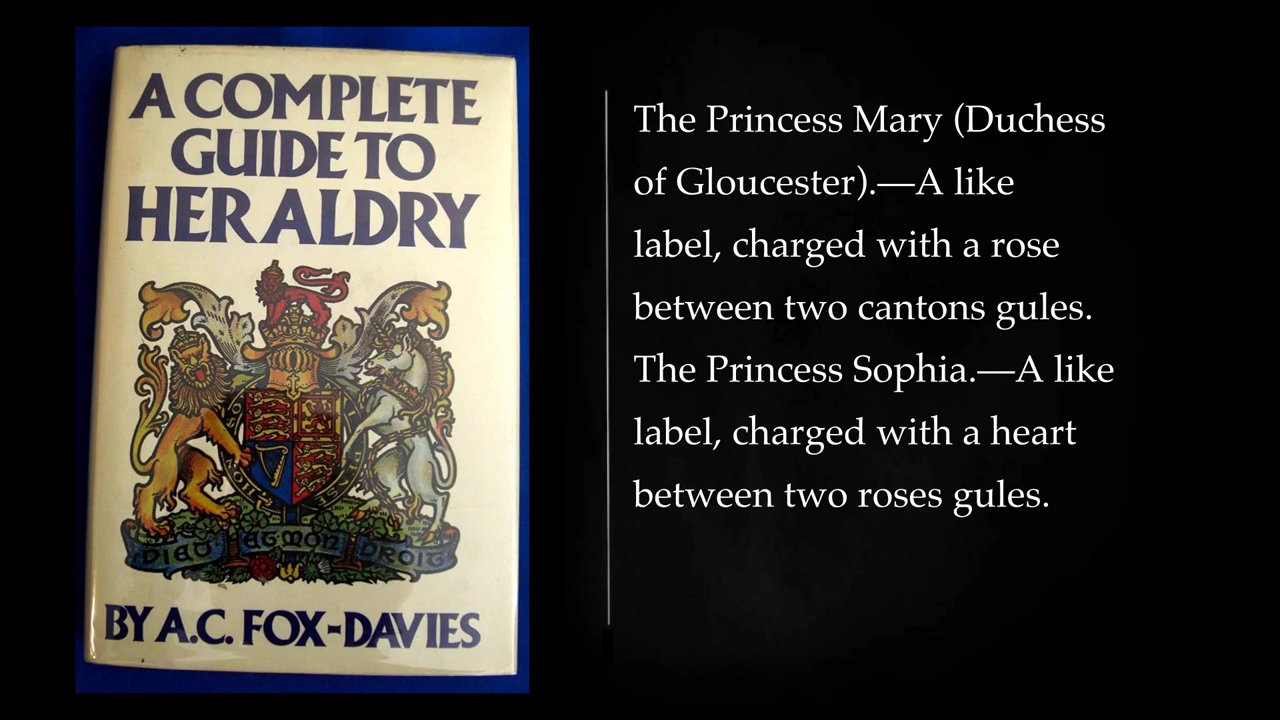 A COMPLETE
GUIDE TO
HERALDRY
DIEU ET MON DROIT
BY A.C. FOX-DAVIES
The Princess Mary (Duchess
of Gloucester).—A like
label, charged with a rose
between two cantons gules.
The Princess Sophia.—A like
label, charged with a heart
between two roses gules.